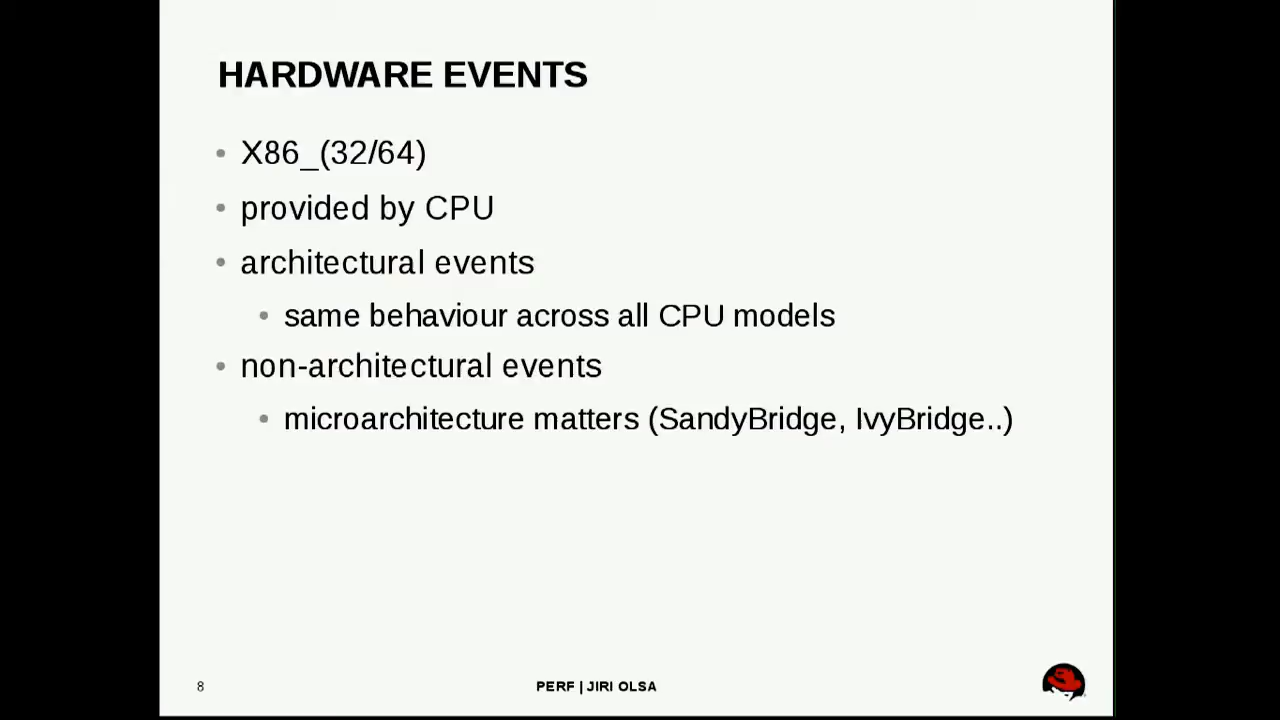 HARDWARE EVENTS
X86_(32/64)
provided by CPU
architectural events
same behaviour across all CPU models
non-architectural events
microarchitecture matters (SandyBridge, IvyBridge..)
8
PERF | JIRI OLSA